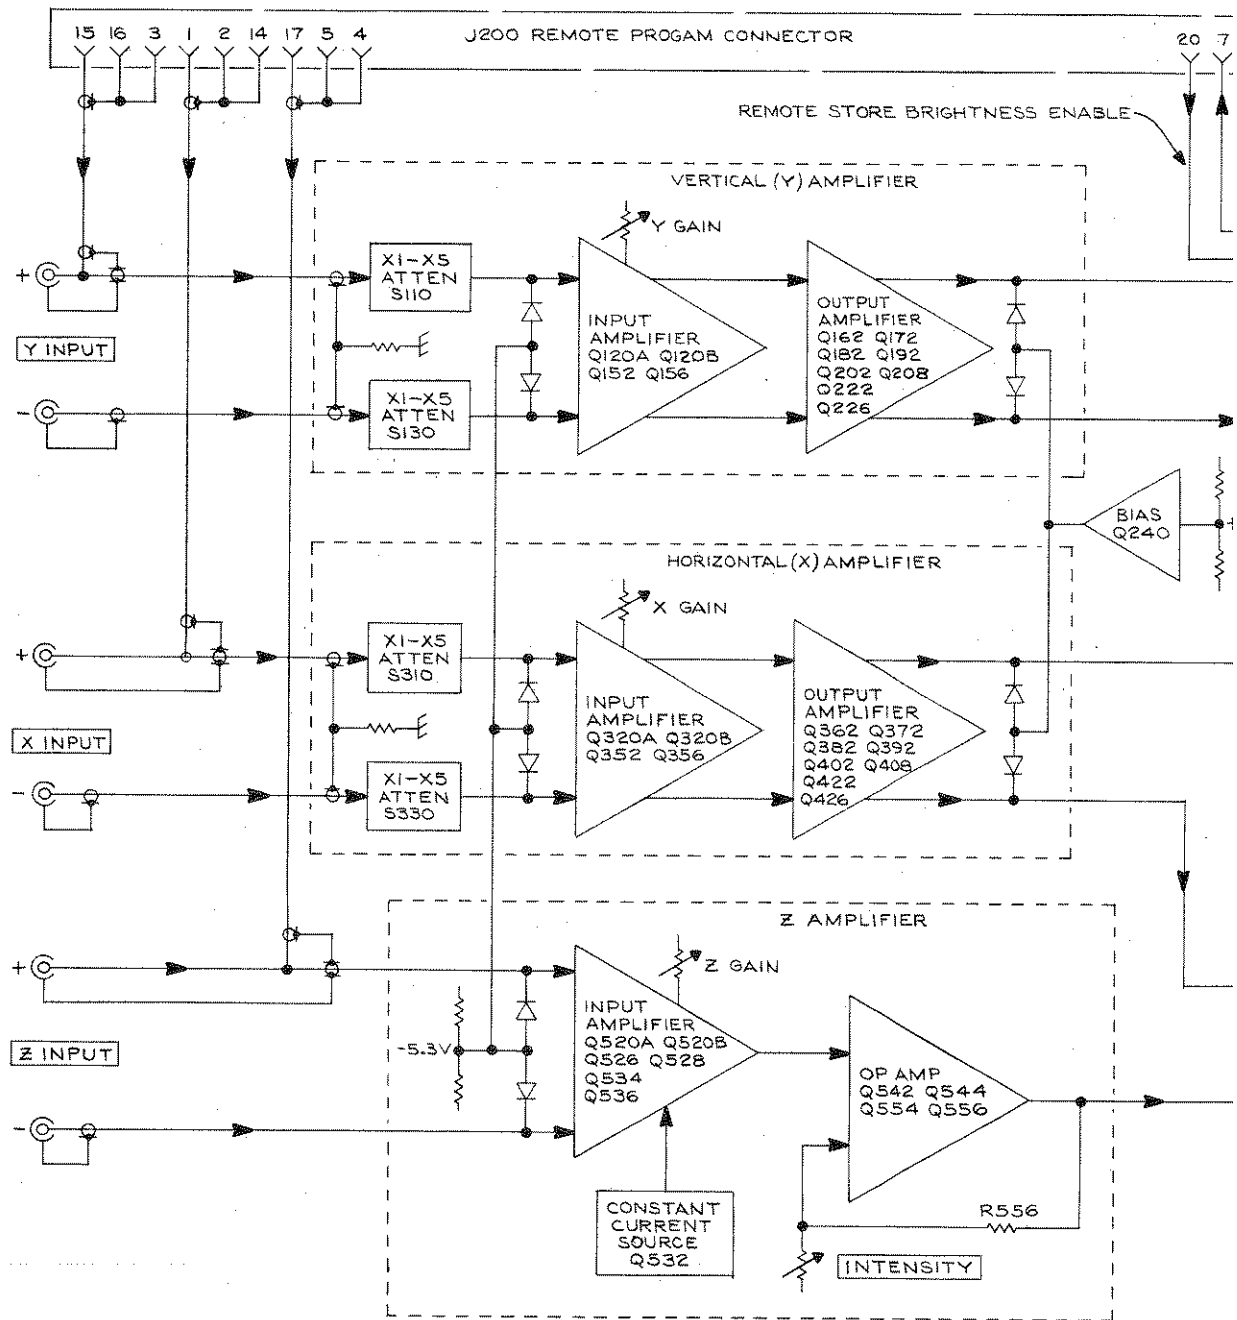 15 16 3 1 2 14 17 5 4
J200 REMOTE PROGAM CONNECTOR
20 7
REMOTE STORE BRIGHTNESS ENABLE
VERTICAL (Y) AMPLIFIER
Y GAIN
+
X1-X5
ATTEN
S110
INPUT
AMPLIFIER
Q120A Q120B
Q152 Q156
OUTPUT
AMPLIFIER
Q162 Q172
Q182 Q192
Q202 Q208
Q222
Q226
Y INPUT
-
X1-X5
ATTEN
S130
BIAS
Q240
+
HORIZONTAL (X) AMPLIFIER
X GAIN
+
X1-X5
ATTEN
S310
INPUT
AMPLIFIER
Q320A Q320B
Q352 Q356
OUTPUT
AMPLIFIER
Q362 Q372
Q382 Q392
Q402 Q408
Q422
Q426
X INPUT
-
X1-X5
ATTEN
S330
Z AMPLIFIER
+
Z GAIN
INPUT
AMPLIFIER
Q520A Q520B
Q526 Q528
Q534
Q536
-5.3V
Z INPUT
OP AMP
Q542 Q544
Q554 Q556
-
CONSTANT
CURRENT
SOURCE
Q532
R556
INTENSITY